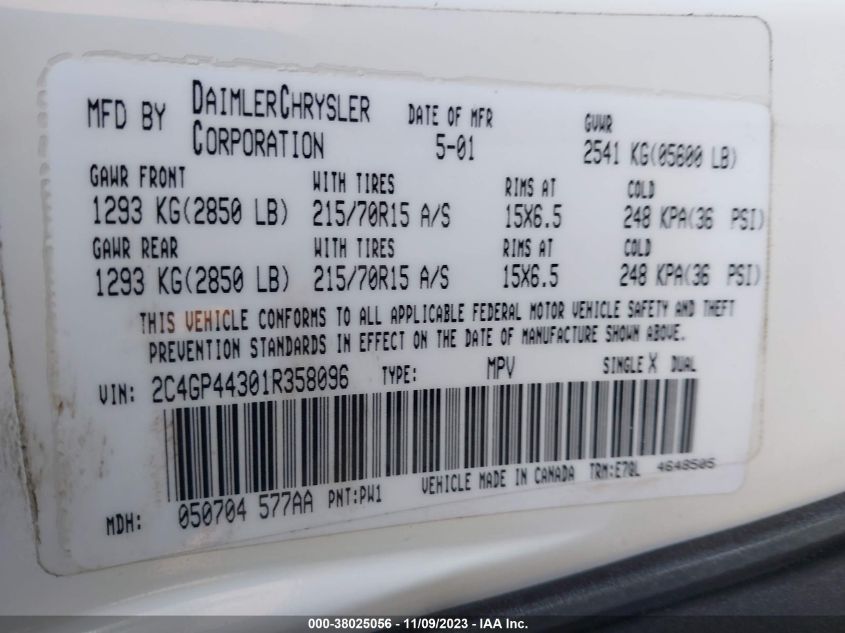 MFD BY DAIMLERCHRYSLER CORPORATION DATE OF MFR 5-01 GVWR 2541 KG(05600 LB)
GAWR FRONT WITH TIRES RIMS AT COLD
1293 KG(2850 LB) 215/70R15 A/S 15X6.5 248 KPA(36 PSI)
GAWR REAR WITH TIRES RIMS AT COLD
1293 KG(2850 LB) 215/70R15 A/S 15X6.5 248 KPA(36 PSI)
THIS VEHICLE CONFORMS TO ALL APPLICABLE FEDERAL MOTOR VEHICLE SAFETY AND THEFT
PREVENTION STANDARDS IN EFFECT ON THE DATE OF MANUFACTURE SHOWN ABOVE.
VIN: 2C4GP44301R358096 TYPE: MPV SINGLE X DUAL
MDH: 050704 577AA PNT:PW1 VEHICLE MADE IN CANADA TRM:E70L 4648505
000-38025056 - 11/09/2023 - IAA Inc.